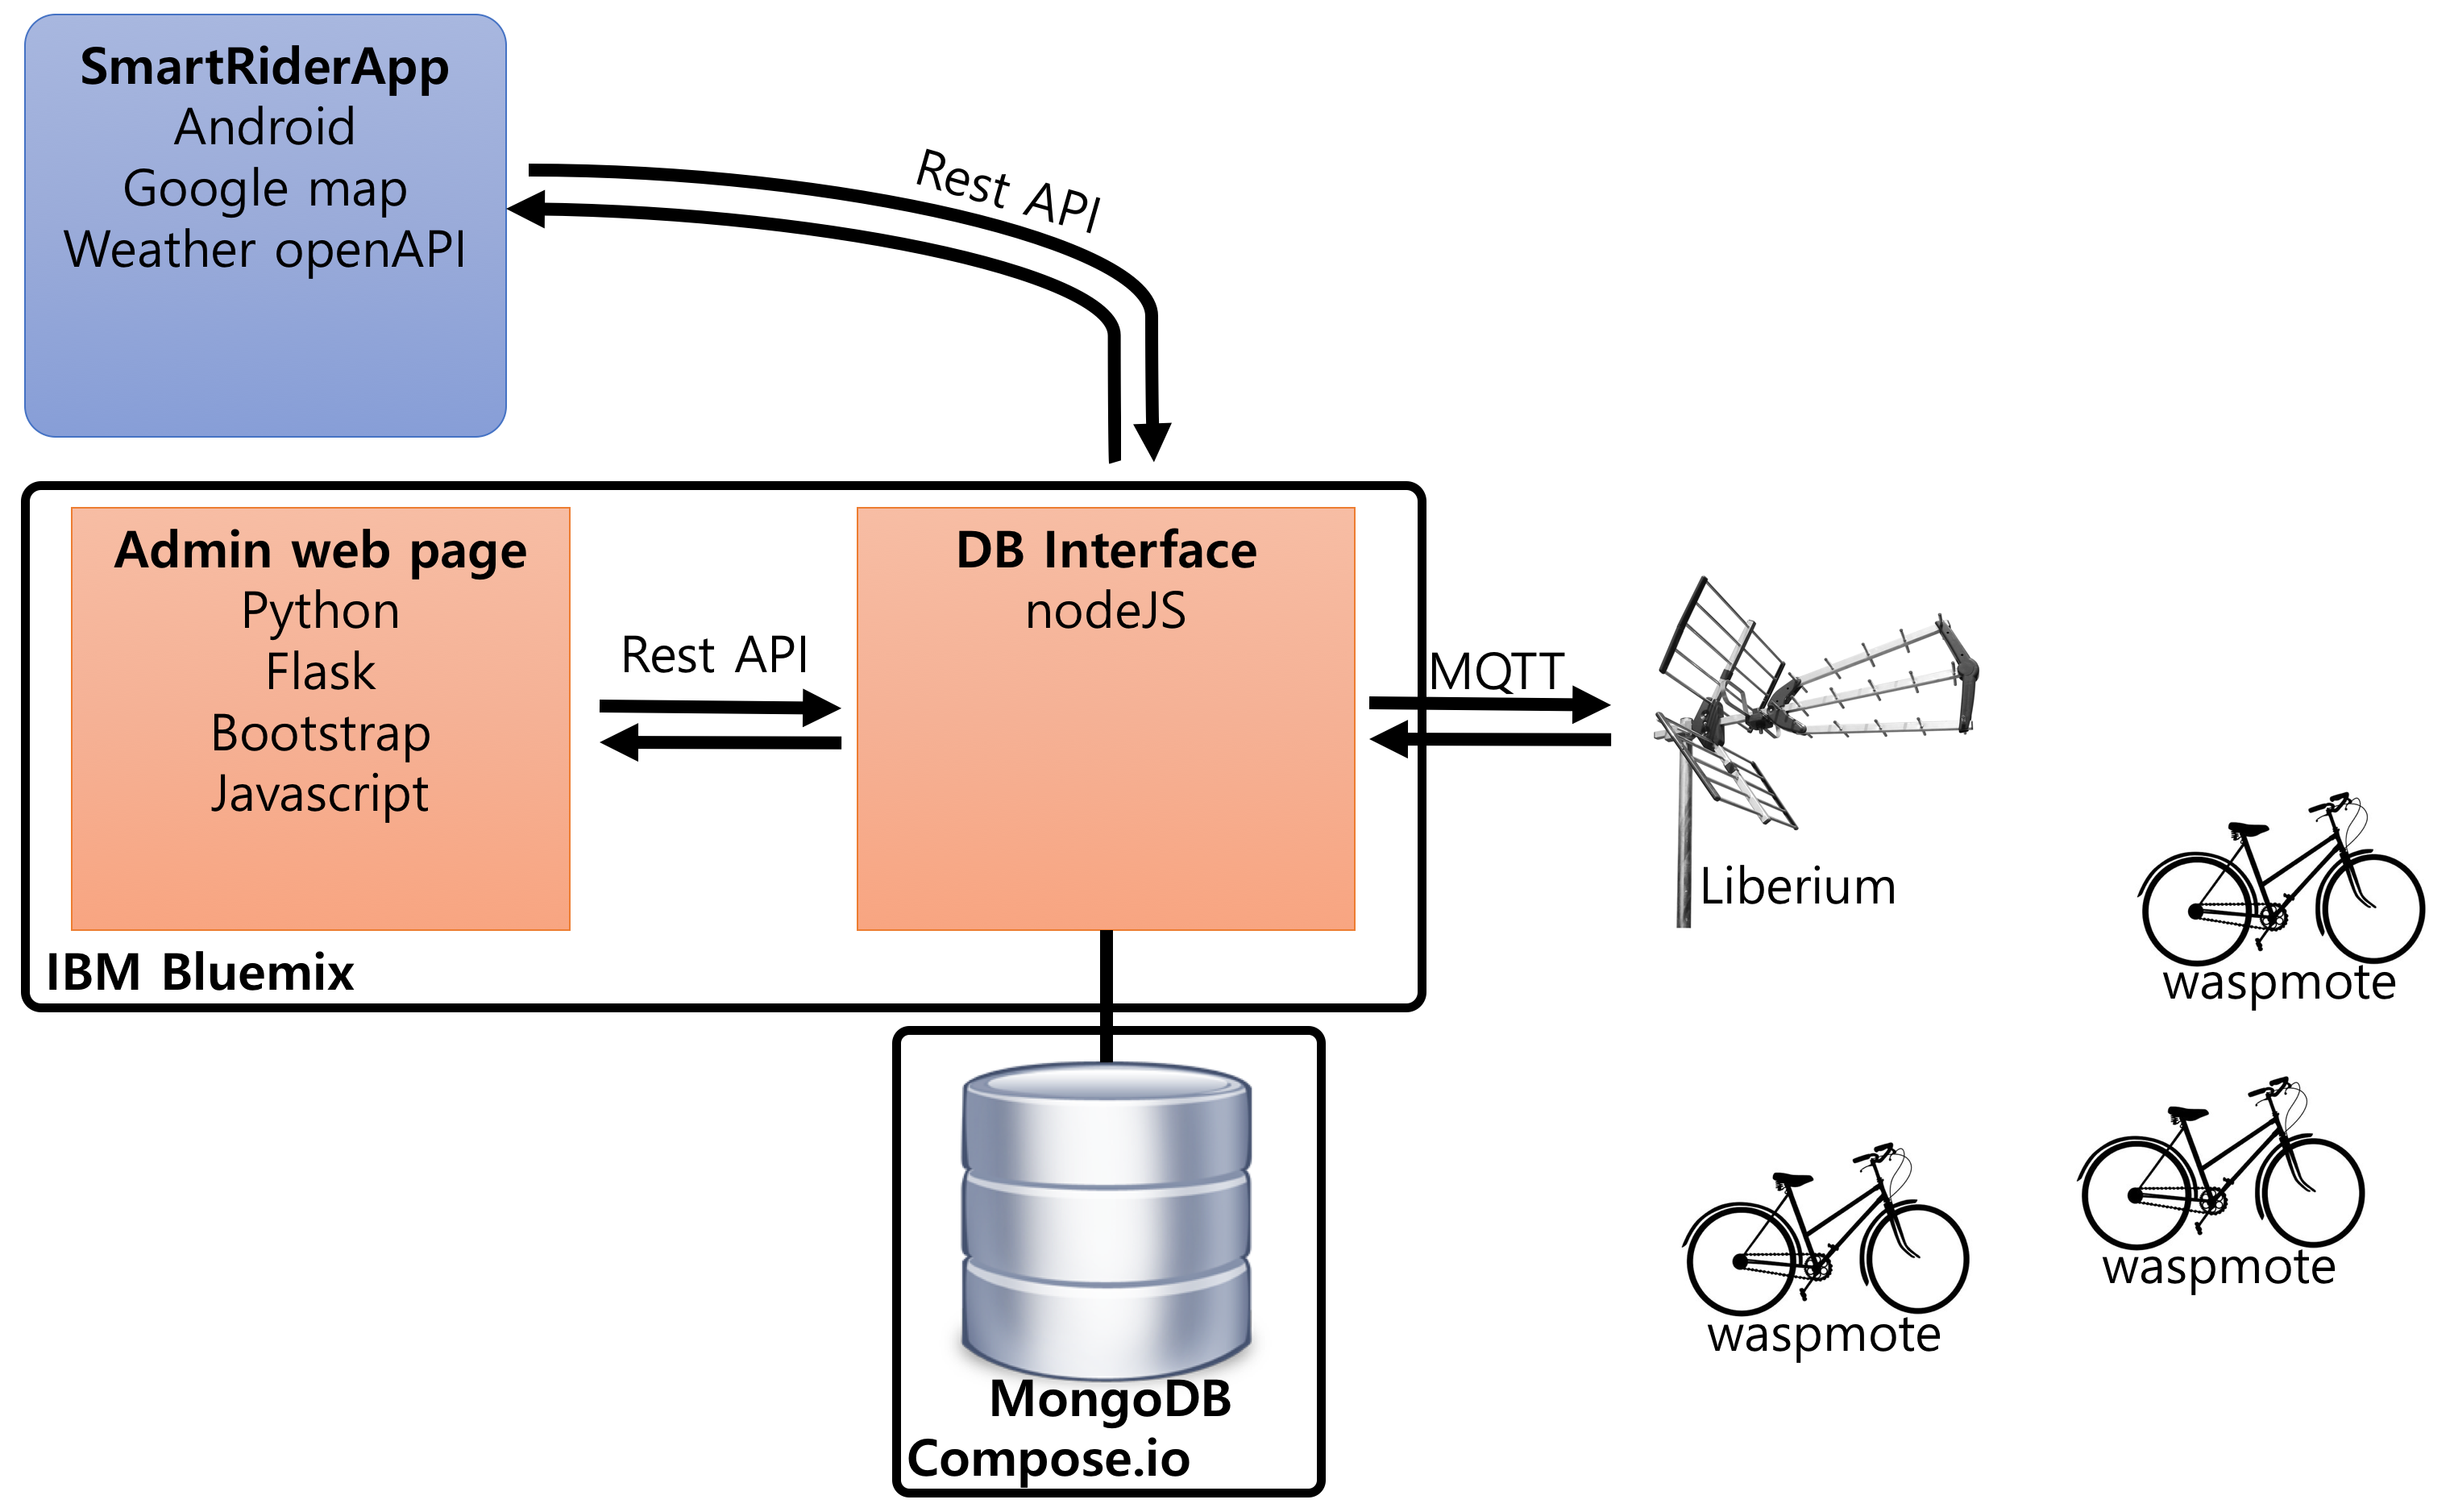 SmartRiderApp
Android
Google map
Weather openAPI
Rest API
Admin web page
Python
Flask
Bootstrap
Javascript
Rest API
DB Interface
nodeJS
MQTT
Liberium
IBM Bluemix
waspmote
waspmote
waspmote
MongoDB
Compose.io